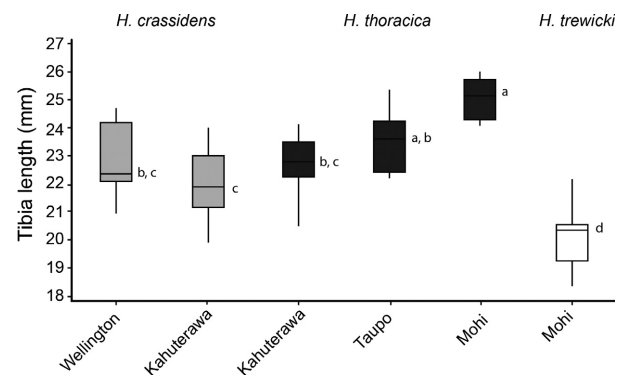 H. crassidens H. thoracica H. trewicki
Tibia length (mm)
27
26
25
24
23
22
21
20
19
18
b, c
c
b, c
a, b
a
d
Wellington
Kahuterawa
Kahuterawa
Taupo
Mohi
Mohi